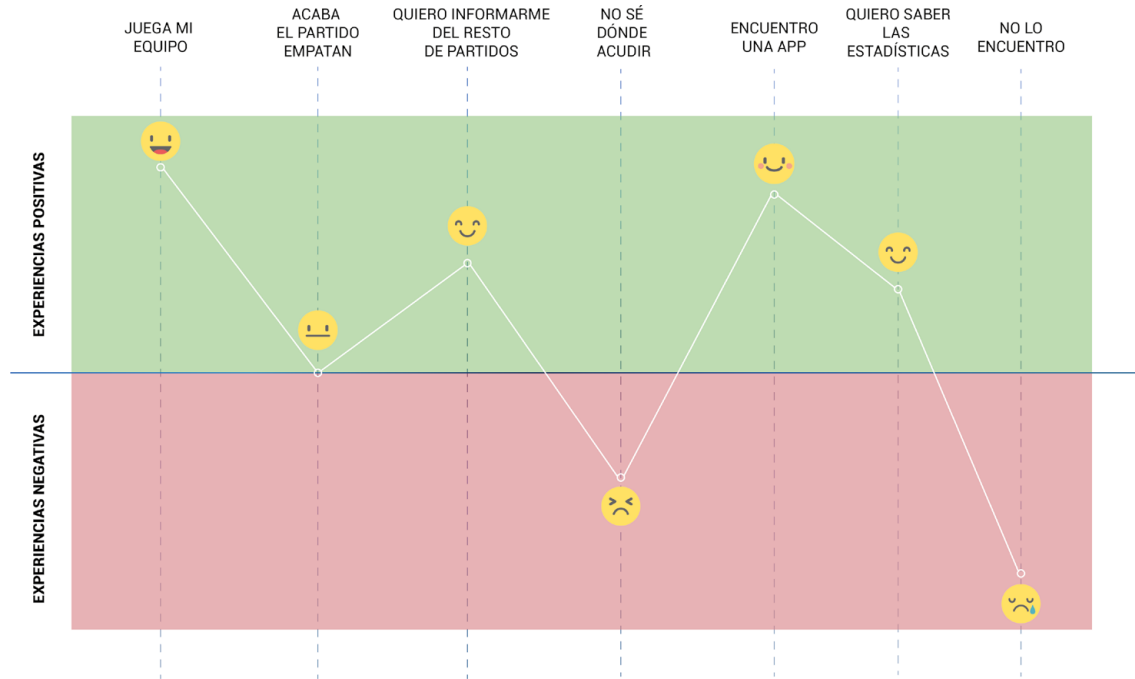 JUEGA MI
EQUIPO
ACABA
EL PARTIDO
EMPATAN
QUIERO INFORMARME
DEL RESTO
DE PARTIDOS
NO SÉ
DÓNDE
ACUDIR
ENCUENTRO
UNA APP
QUIERO SABER
LAS
ESTADÍSTICAS
NO LO
ENCUENTRO
EXPERIENCIAS POSITIVAS
EXPERIENCIAS NEGATIVAS